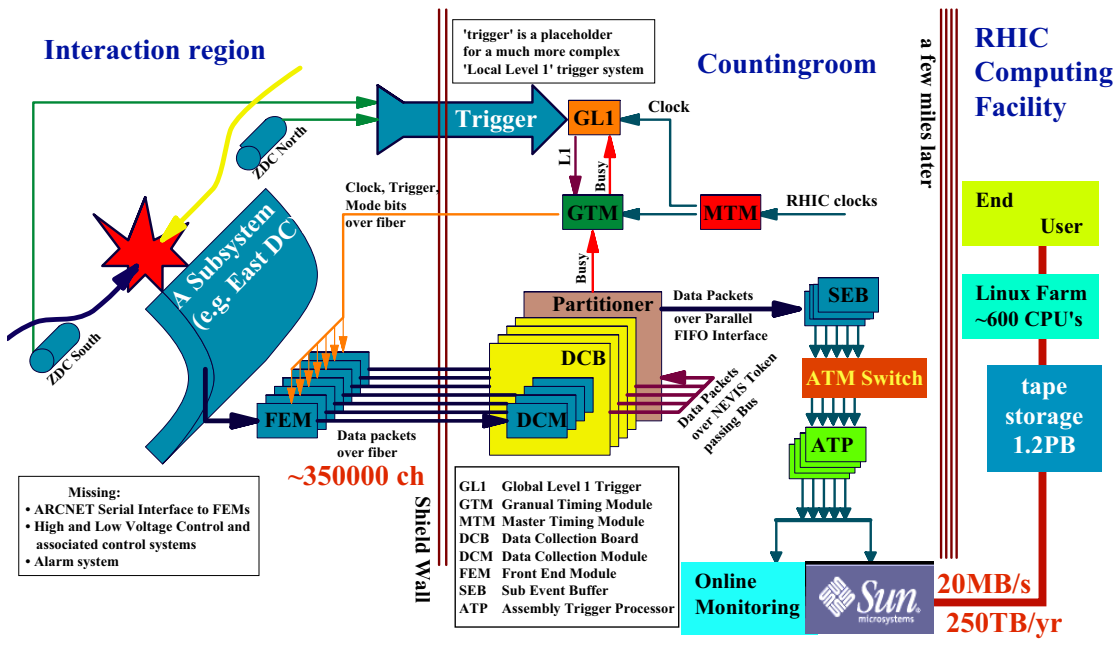 Interaction region
'trigger' is a placeholder
for a much more complex
'Local Level 1' trigger system
Countingroom
a few miles later
RHIC
Computing
Facility
ZDC North
Trigger
GL1
Clock
L1
Busy
Clock, Trigger,
Mode bits
over fiber
GTM
MTM
RHIC clocks
End
User
A Subsystem
(e.g. East DC)
Busy
Partitioner
Data Packets
over Parallel
FIFO Interface
SEB
Linux Farm
~600 CPU's
ZDC South
DCB
ATM Switch
tape
storage
1.2PB
FEM
DCM
Data Packets
over NEVIS Token
passing Bus
ATP
Data packets
over fiber
~350000 ch
Shield Wall
Missing:
• ARCNET Serial Interface to FEMs
• High and Low Voltage Control and
associated control systems
• Alarm system
GL1 Global Level 1 Trigger
GTM Granual Timing Module
MTM Master Timing Module
DCB Data Collection Board
DCM Data Collection Module
FEM Front End Module
SEB Sub Event Buffer
ATP Assembly Trigger Processor
Online
Monitoring
Sun
microsystems
20MB/s
250TB/yr